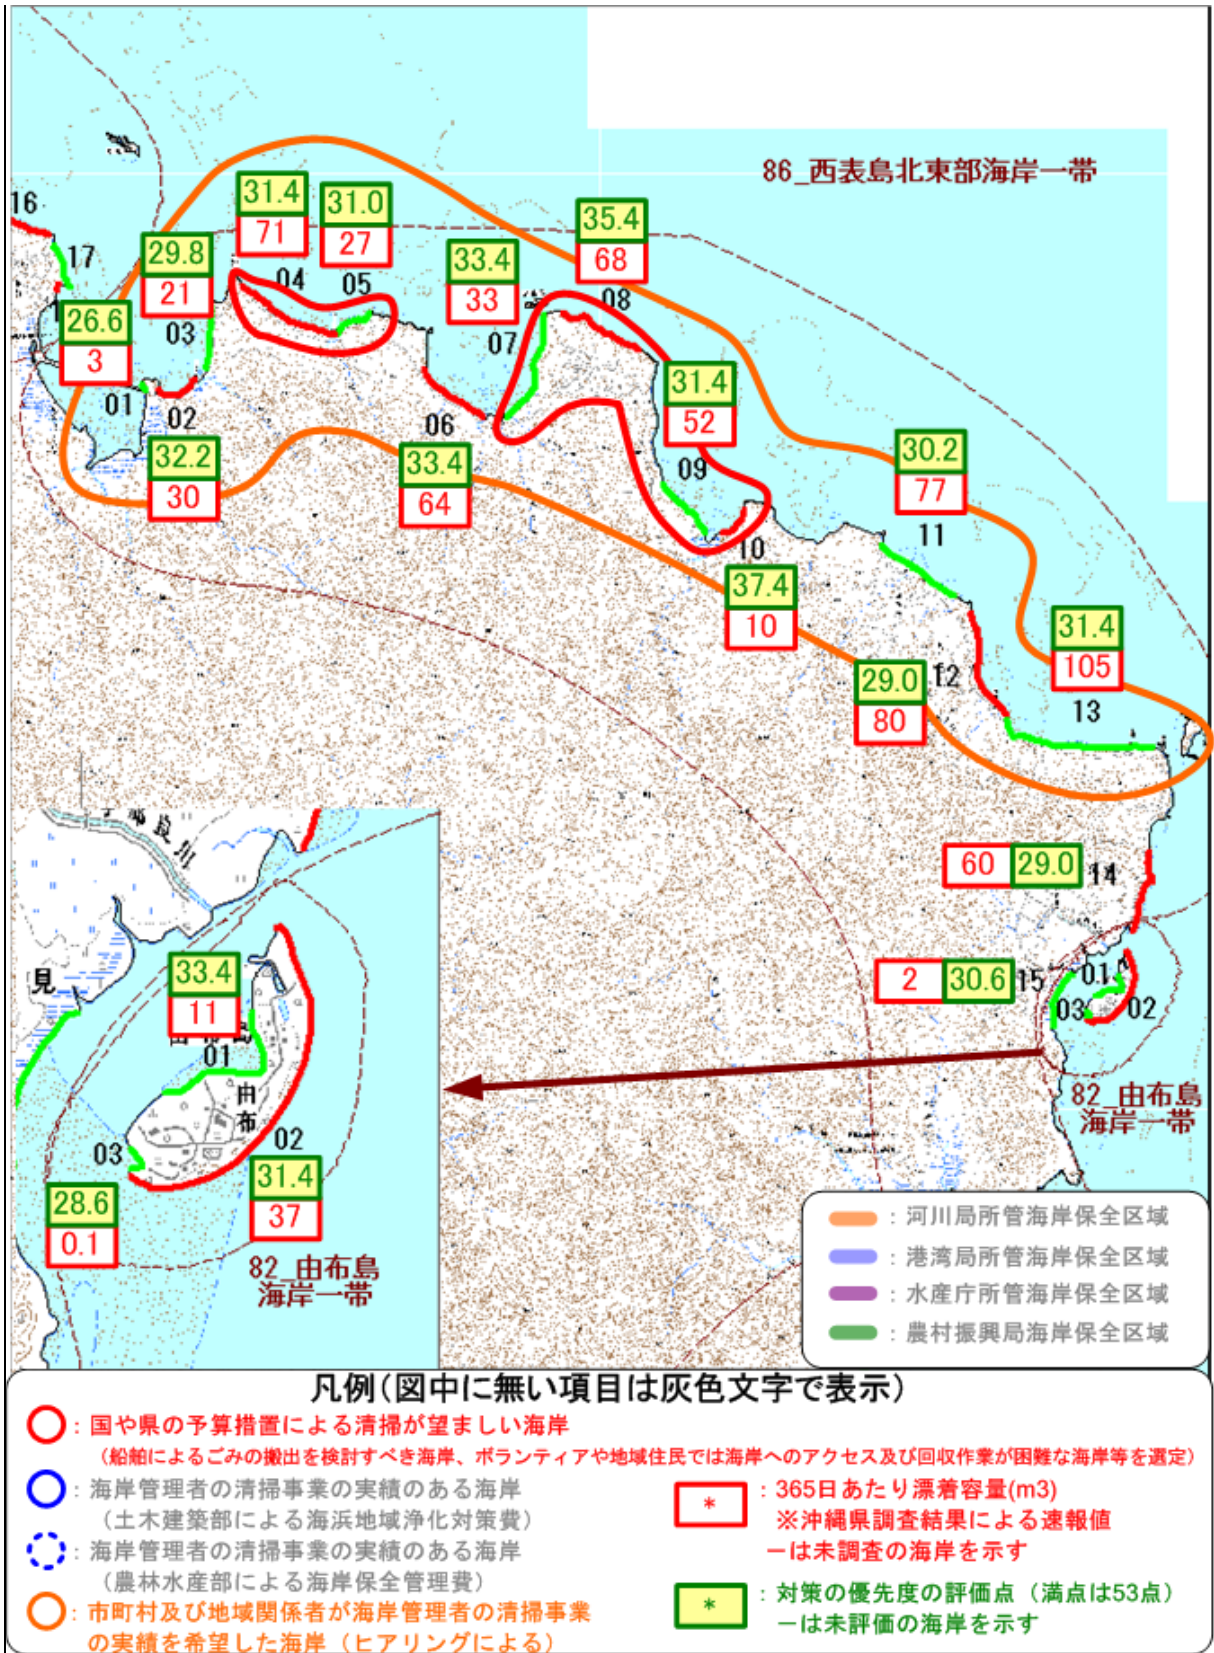 86_西表島北東部海岸一帯
16
17
31.4
71
31.0
27
35.4
68
29.8
21
33.4
33
04
05
08
26.6
3
03
07
01
02
31.4
52
06
32.2
30
33.4
64
09
30.2
77
11
10
37.4
10
31.4
105
12
29.0
80
13
60
29.0
14
2
30.6
15
01
03
02
82_由布島
海岸一帯
良川
見
33.4
11
01
由
布
02
03
31.4
37
28.6
0.1
82_由布島
海岸一帯
：河川局所管海岸保全区域
：港湾局所管海岸保全区域
：水産庁所管海岸保全区域
：農村振興局海岸保全区域
凡例（図中に無い項目は灰色文字で表示）
：国や県の予算措置による清掃が望ましい海岸
（船舶によるごみの搬出を検討すべき海岸、ボランティアや地域住民では海岸へのアクセス及び回収作業が困難な海岸等を選定）
：海岸管理者の清掃事業の実績のある海岸
（土木建築部による海浜地域浄化対策費）
：海岸管理者の清掃事業の実績のある海岸
（農林水産部による海岸保全管理費）
：市町村及び地域関係者が海岸管理者の清掃事業
の実績を希望した海岸（ヒアリングによる）
*
：365日あたり漂着容量(m3)
※沖縄県調査結果による速報値
－は未調査の海岸を示す
*
：対策の優先度の評価点（満点は53点）
－は未評価の海岸を示す